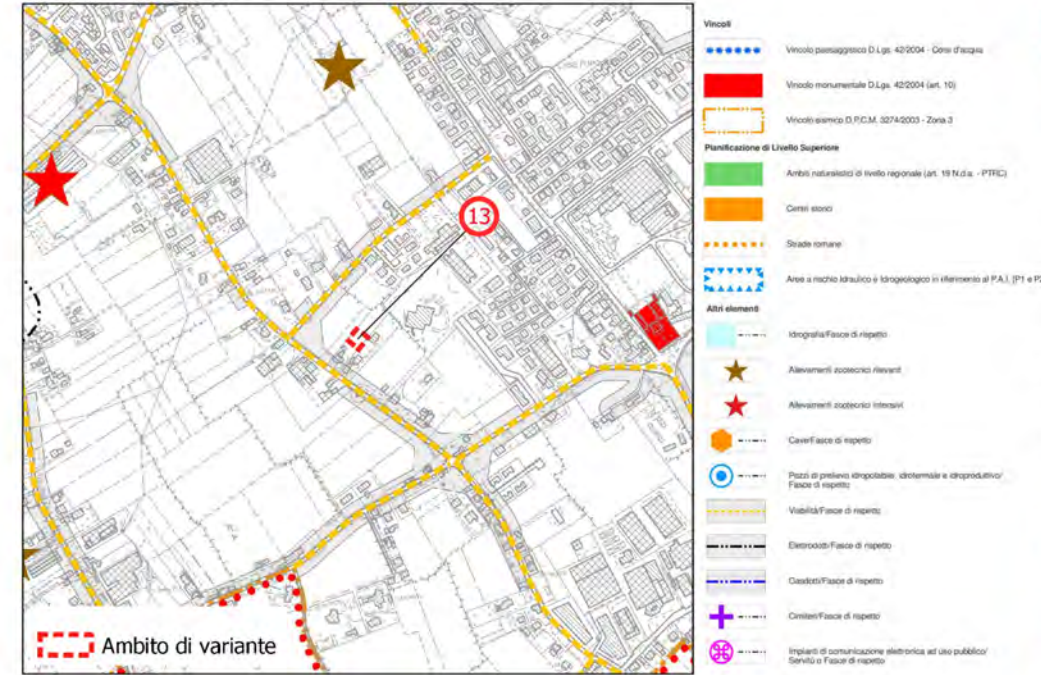 13
Ambito di variante
Vincoli
Vincolo paesaggistico D.Lgs. 42/2004 - Corsi d'acqua
Vincolo monumentale D.Lgs. 42/2004 (art. 10)
Vincolo sismico O.P.C.M. 3274/2003 - Zona 3
Pianificazione di Livello Superiore
Ambiti naturalistici di livello regionale (art. 19 N.d.a. - PTRC)
Centri storici
Strade romane
Aree a rischio Idraulico e Idrogeologico in riferimento al P.A.I. (P1 e P2
Altri elementi
Idrografia/Fasce di rispetto
Allevamenti zootecnici rilevanti
Allevamenti zootecnici intensivi
Cave/Fasce di rispetto
Pozzi di prelievo idropotabile, idrotermale e idroproduttivo/
Fasce di rispetto
Viabilità/Fasce di rispetto
Elettrodotti/Fasce di rispetto
Gasdotti/Fasce di rispetto
Cimiteri/Fasce di rispetto
Impianti di comunicazione elettronica ad uso pubblico/
Servitù o Fasce di rispetto